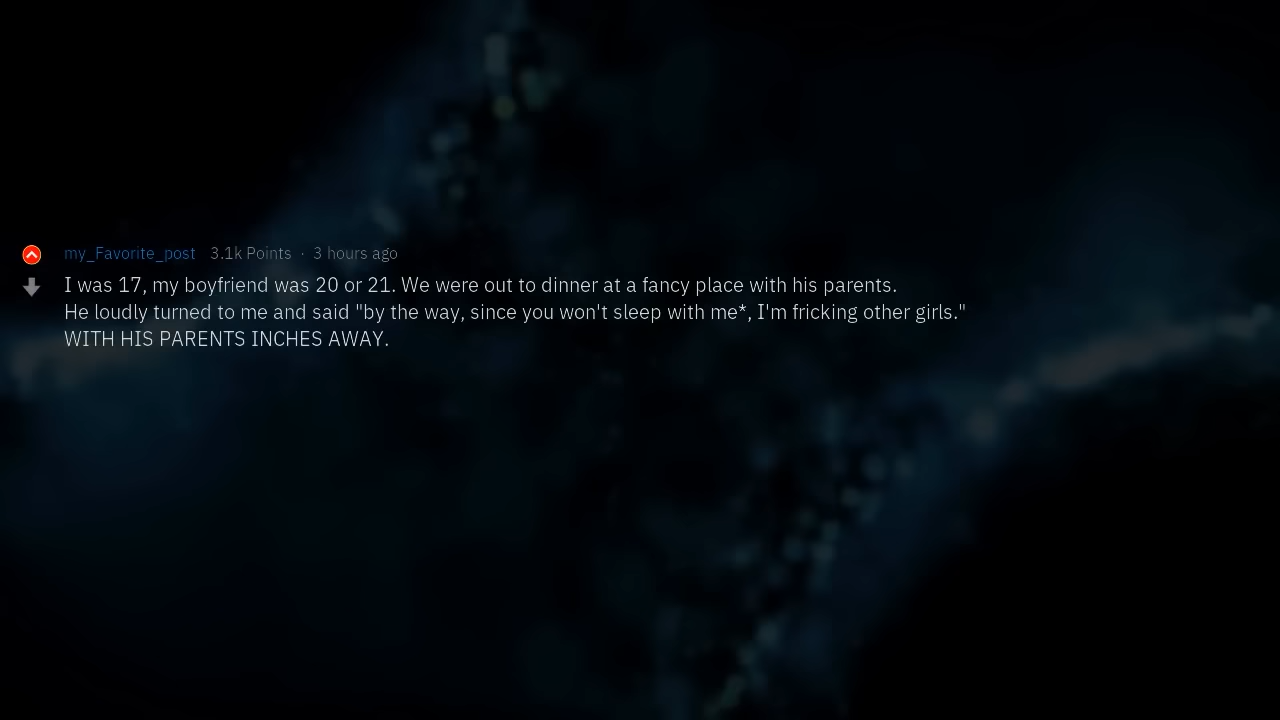 my_Favorite_post 3.1k Points · 3 hours ago
I was 17, my boyfriend was 20 or 21. We were out to dinner at a fancy place with his parents.
He loudly turned to me and said "by the way, since you won't sleep with me*, I'm fricking other girls."
WITH HIS PARENTS INCHES AWAY.